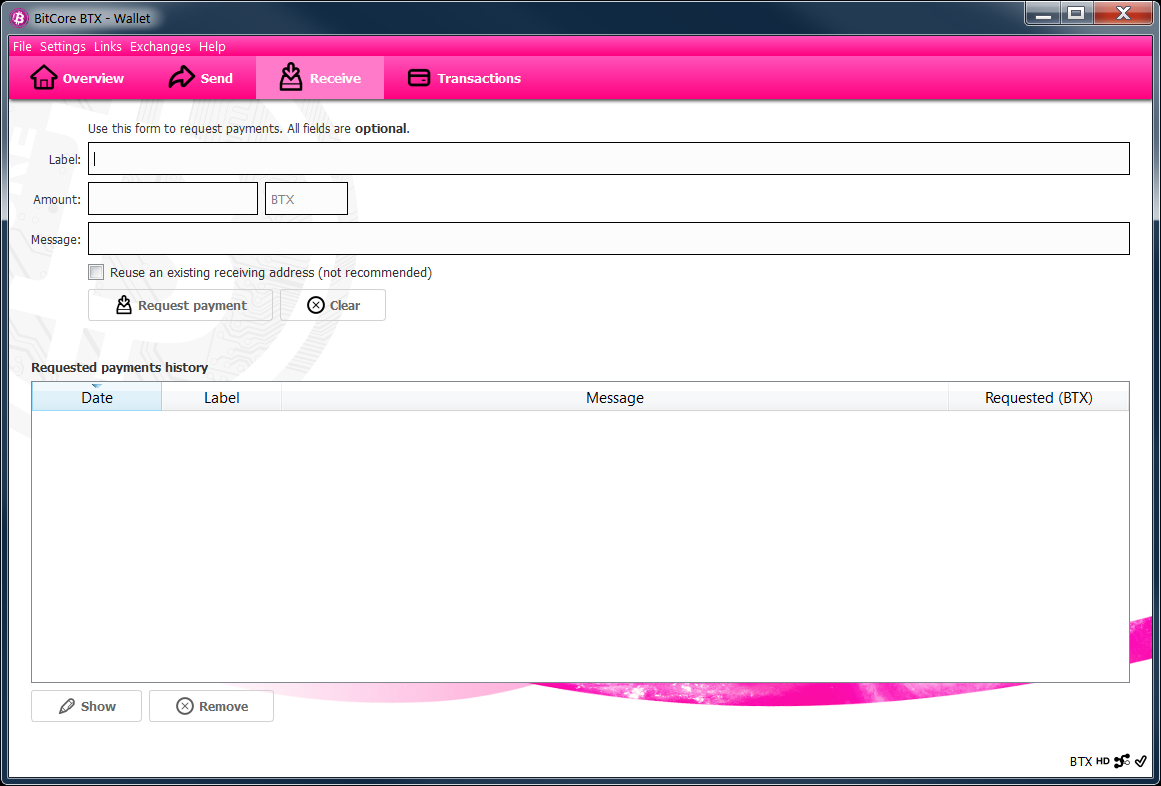 BitCore BTX - Wallet
File Settings Links Exchanges Help
Overview Send Receive Transactions
Use this form to request payments. All fields are optional.
Label:
Amount: BTX
Message:
Reuse an existing receiving address (not recommended)
Request payment Clear
Requested payments history
Date Label Message Requested (BTX)
Show Remove
BTX HD